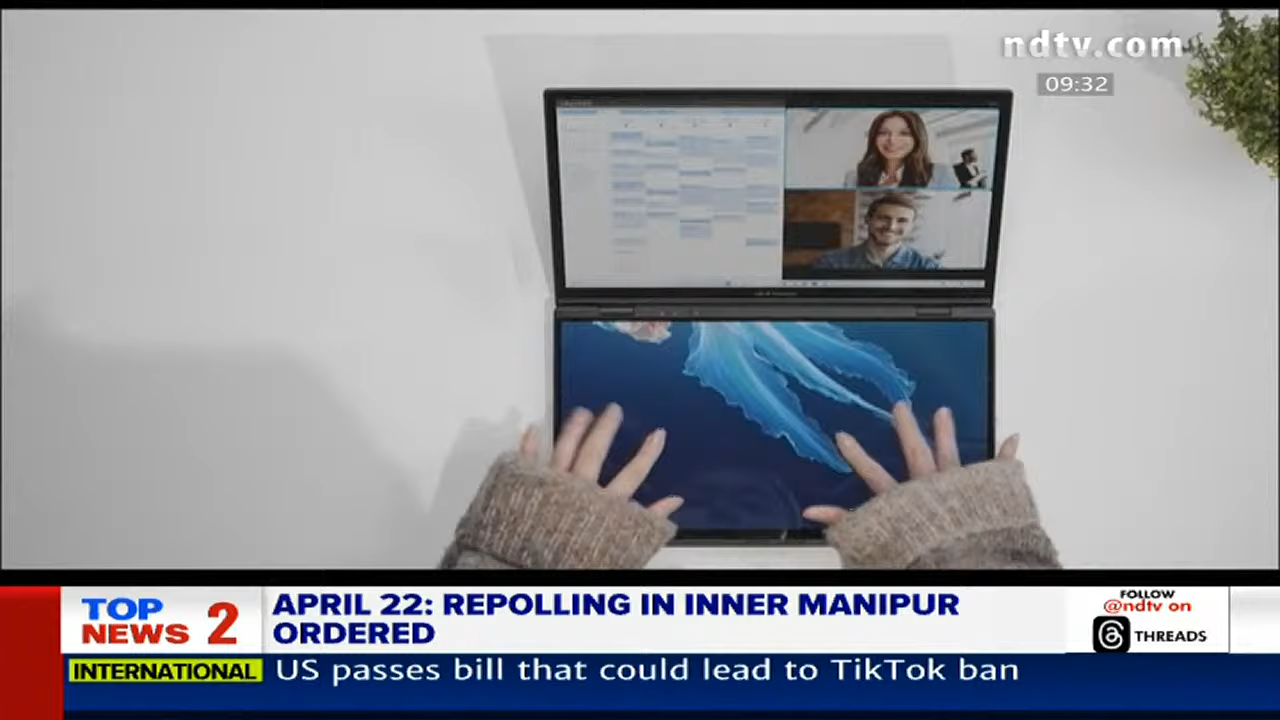 ndtv.com
09:32
TOP
NEWS 2
APRIL 22: REPOLLING IN INNER MANIPUR
ORDERED
FOLLOW
@ndtv on
THREADS
INTERNATIONAL US passes bill that could lead to TikTok ban